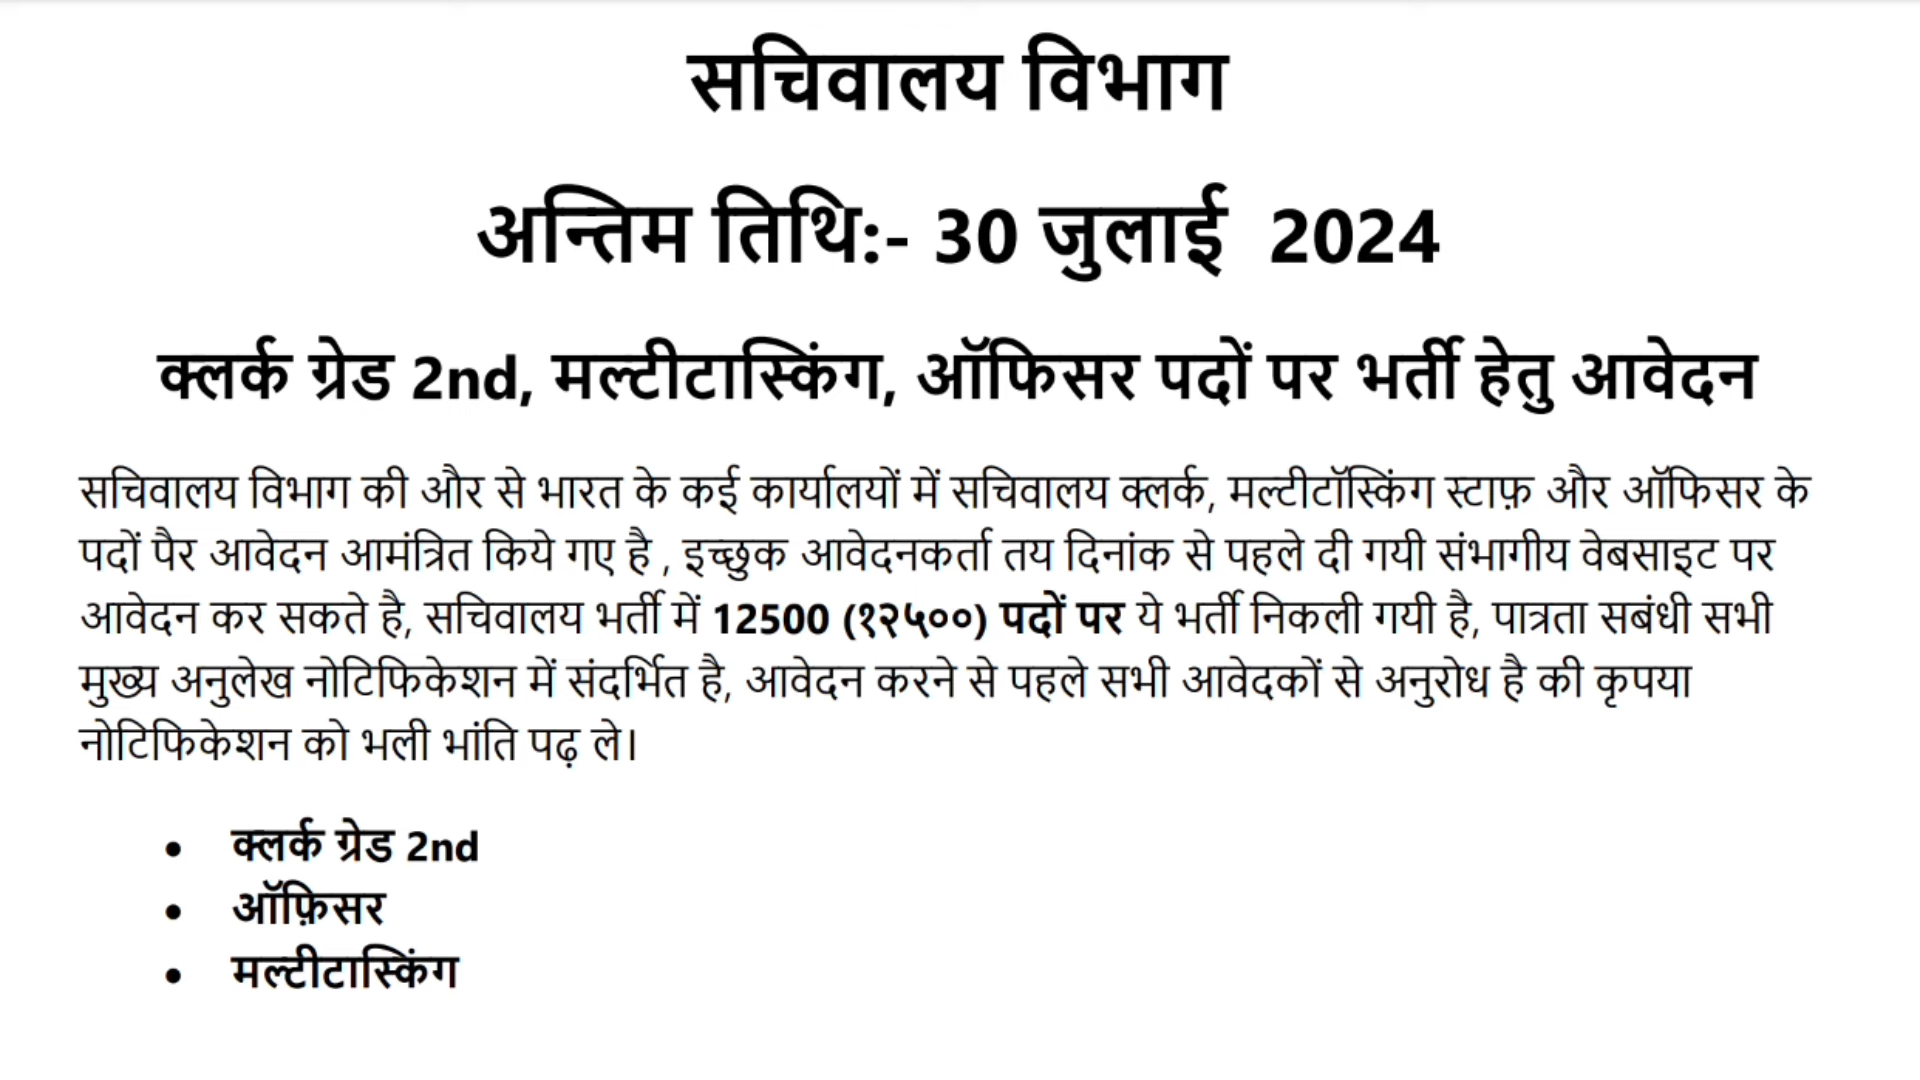 सचिवालय विभाग
अन्तिम तिथि:- 30 जुलाई 2024
क्लर्क ग्रेड 2nd, मल्टीटास्किंग, ऑफिसर पदों पर भर्ती हेतु आवेदन
सचिवालय विभाग की और से भारत के कई कार्यालयों में सचिवालय क्लर्क, मल्टीटॉस्किंग स्टाफ़ और ऑफिसर के
पदों पैर आवेदन आमंत्रित किये गए है , इच्छुक आवेदनकर्ता तय दिनांक से पहले दी गयी संभागीय वेबसाइट पर
आवेदन कर सकते है, सचिवालय भर्ती में 12500 (१२५००) पदों पर ये भर्ती निकली गयी है, पात्रता सबंधी सभी
मुख्य अनुलेख नोटिफिकेशन में संदर्भित है, आवेदन करने से पहले सभी आवेदकों से अनुरोध है की कृपया
नोटिफिकेशन को भली भांति पढ़ ले।
• क्लर्क ग्रेड 2nd
• ऑफ़िसर
• मल्टीटास्किंग